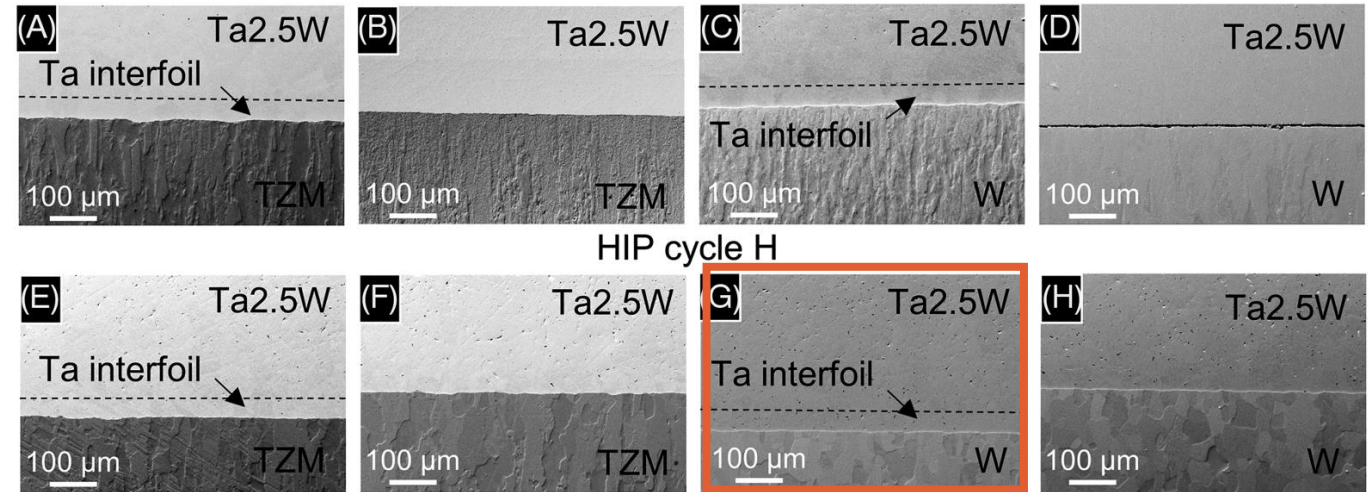 (A) Ta2.5W
Ta interfoil
100 μm TZM
(B) Ta2.5W
100 μm TZM
(C) Ta2.5W
Ta interfoil
100 μm W
(D) Ta2.5W
100 μm W
HIP cycle H
(E) Ta2.5W
Ta interfoil
100 μm TZM
(F) Ta2.5W
100 μm TZM
(G) Ta2.5W
Ta interfoil
100 μm W
(H) Ta2.5W
100 μm W